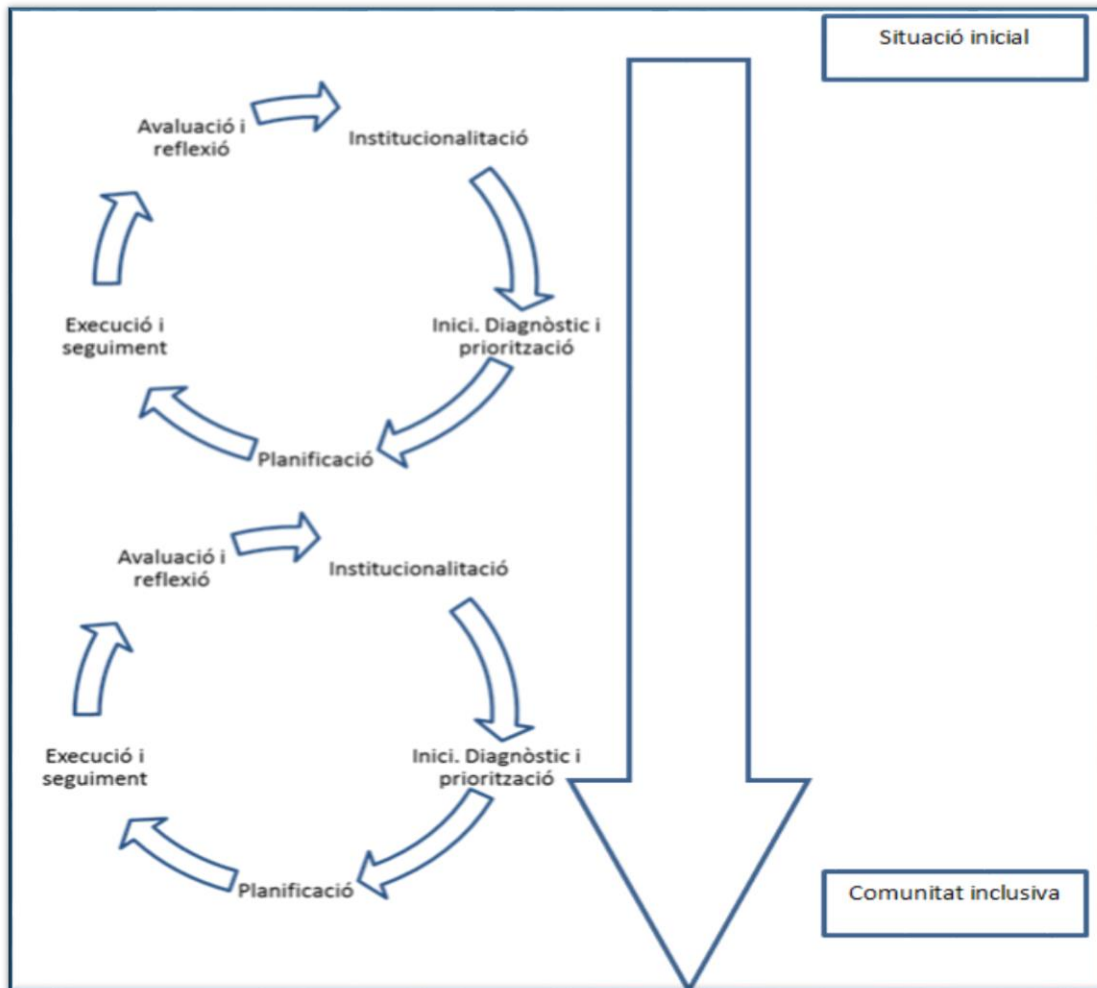 Situació inicial
Avaluació i
reflexió
Institucionalitació
Execució i
seguiment
Inici. Diagnòstic i
priorització
Planificació
Avaluació i
reflexió
Institucionalitació
Execució i
seguiment
Inici. Diagnòstic i
priorització
Planificació
Comunitat inclusiva